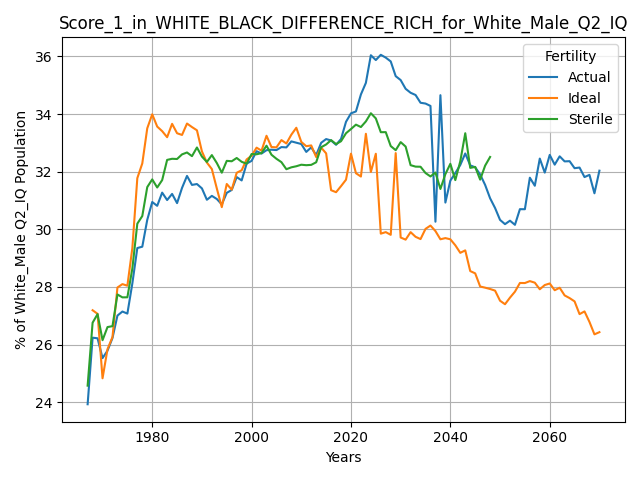 Score_1_in_WHITE_BLACK_DIFFERENCE_RICH_for_White_Male_Q2_IQ
% of White_Male Q2_IQ Population
36
34
32
30
28
26
24
Fertility
Actual
Ideal
Sterile
1980
2000
2020
2040
2060
Years